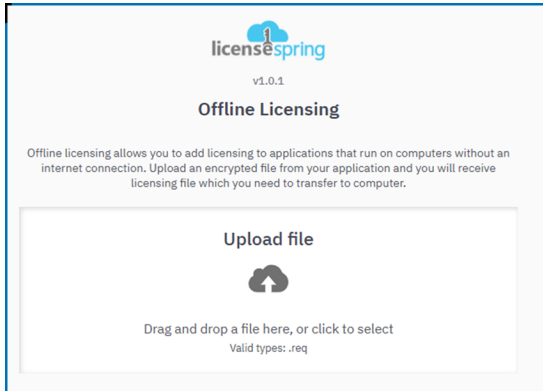 licensespring
v1.0.1
Offline Licensing
Offline licensing allows you to add licensing to applications that run on computers without an
internet connection. Upload an encrypted file from your application and you will receive
licensing file which you need to transfer to computer.
Upload file
Drag and drop a file here, or click to select
Valid types: .req